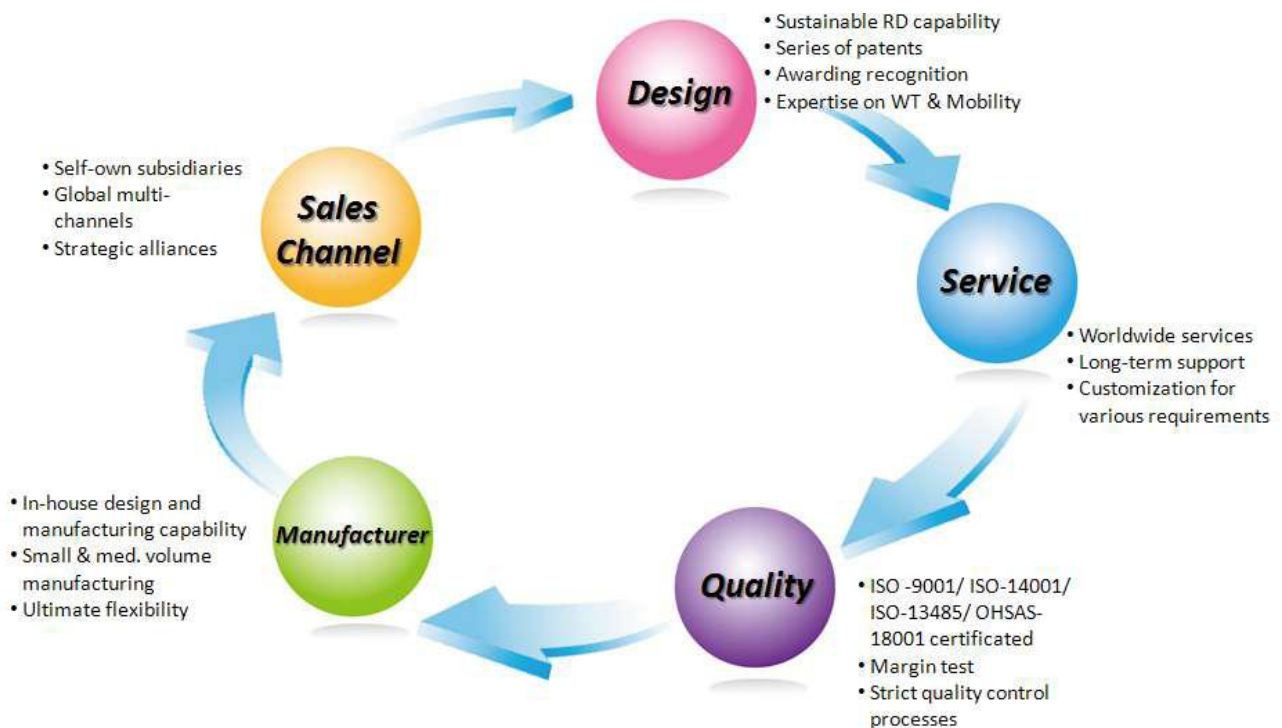 Design
• Sustainable RD capability
• Series of patents
• Awarding recognition
• Expertise on WT & Mobility
Service
• Worldwide services
• Long-term support
• Customization for
various requirements
Quality
• ISO -9001/ ISO-14001/
ISO-13485/ OHSAS-
18001 certificated
• Margin test
• Strict quality control
processes
Manufacturer
• In-house design and
manufacturing capability
• Small & med. volume
manufacturing
• Ultimate flexibility
Sales
Channel
• Self-own subsidiaries
• Global multi-
channels
• Strategic alliances